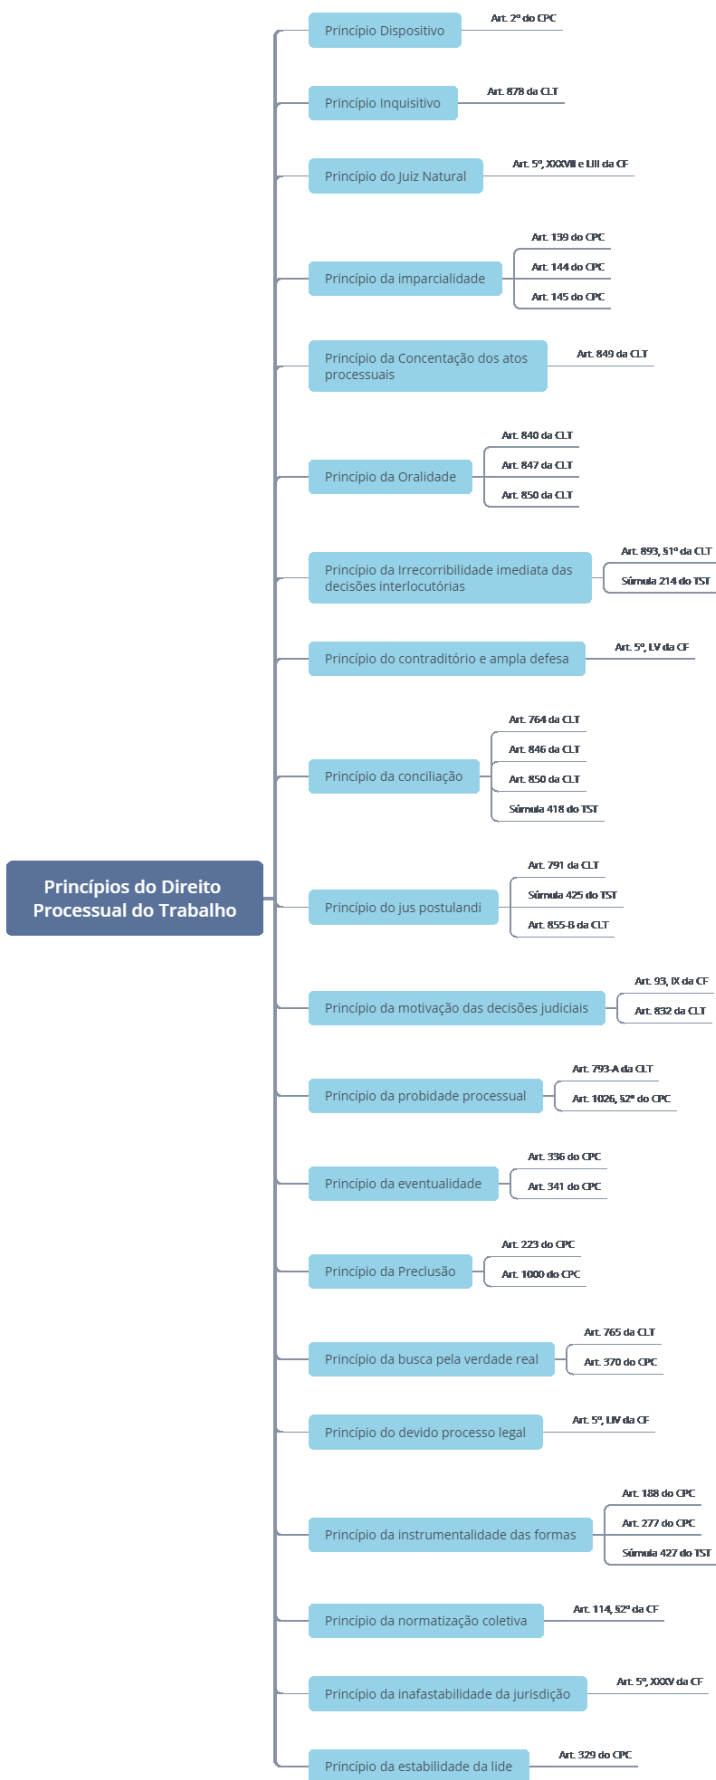 Princípio Dispositivo
Art. 2º do CPC
Princípio Inquisitivo
Art. 878 da CLT
Princípio do Juiz Natural
Art. 5º, XXXVII e LIII da CF
Princípio da imparcialidade
Art. 139 do CPC
Art. 144 do CPC
Art. 145 do CPC
Princípio da Concentação dos atos
processuais
Art. 849 da CLT
Princípio da Oralidade
Art. 840 da CLT
Art. 847 da CLT
Art. 850 da CLT
Princípio da Irrecorribilidade imediata das
decisões interlocutórias
Art. 893, §1º da CLT
Súmula 214 do TST
Princípio do contraditório e ampla defesa
Art. 5º, LV da CF
Princípio da conciliação
Art. 764 da CLT
Art. 846 da CLT
Art. 850 da CLT
Súmula 418 do TST
Princípios do Direito
Processual do Trabalho
Princípio do jus postulandi
Art. 791 da CLT
Súmula 425 do TST
Art. 855-B da CLT
Princípio da motivação das decisões judiciais
Art. 93, IX da CF
Art. 832 da CLT
Princípio da probidade processual
Art. 793-A da CLT
Art. 1026, §2º do CPC
Princípio da eventualidade
Art. 336 do CPC
Art. 341 do CPC
Princípio da Preclusão
Art. 223 do CPC
Art. 1000 do CPC
Princípio da busca pela verdade real
Art. 765 da CLT
Art. 370 do CPC
Princípio do devido processo legal
Art. 5º, LIV da CF
Princípio da instrumentalidade das formas
Art. 188 do CPC
Art. 277 do CPC
Súmula 427 do TST
Princípio da normatização coletiva
Art. 114, §2º da CF
Princípio da inafastabilidade da jurisdição
Art. 5º, XXXV da CF
Princípio da estabilidade da lide
Art. 329 do CPC